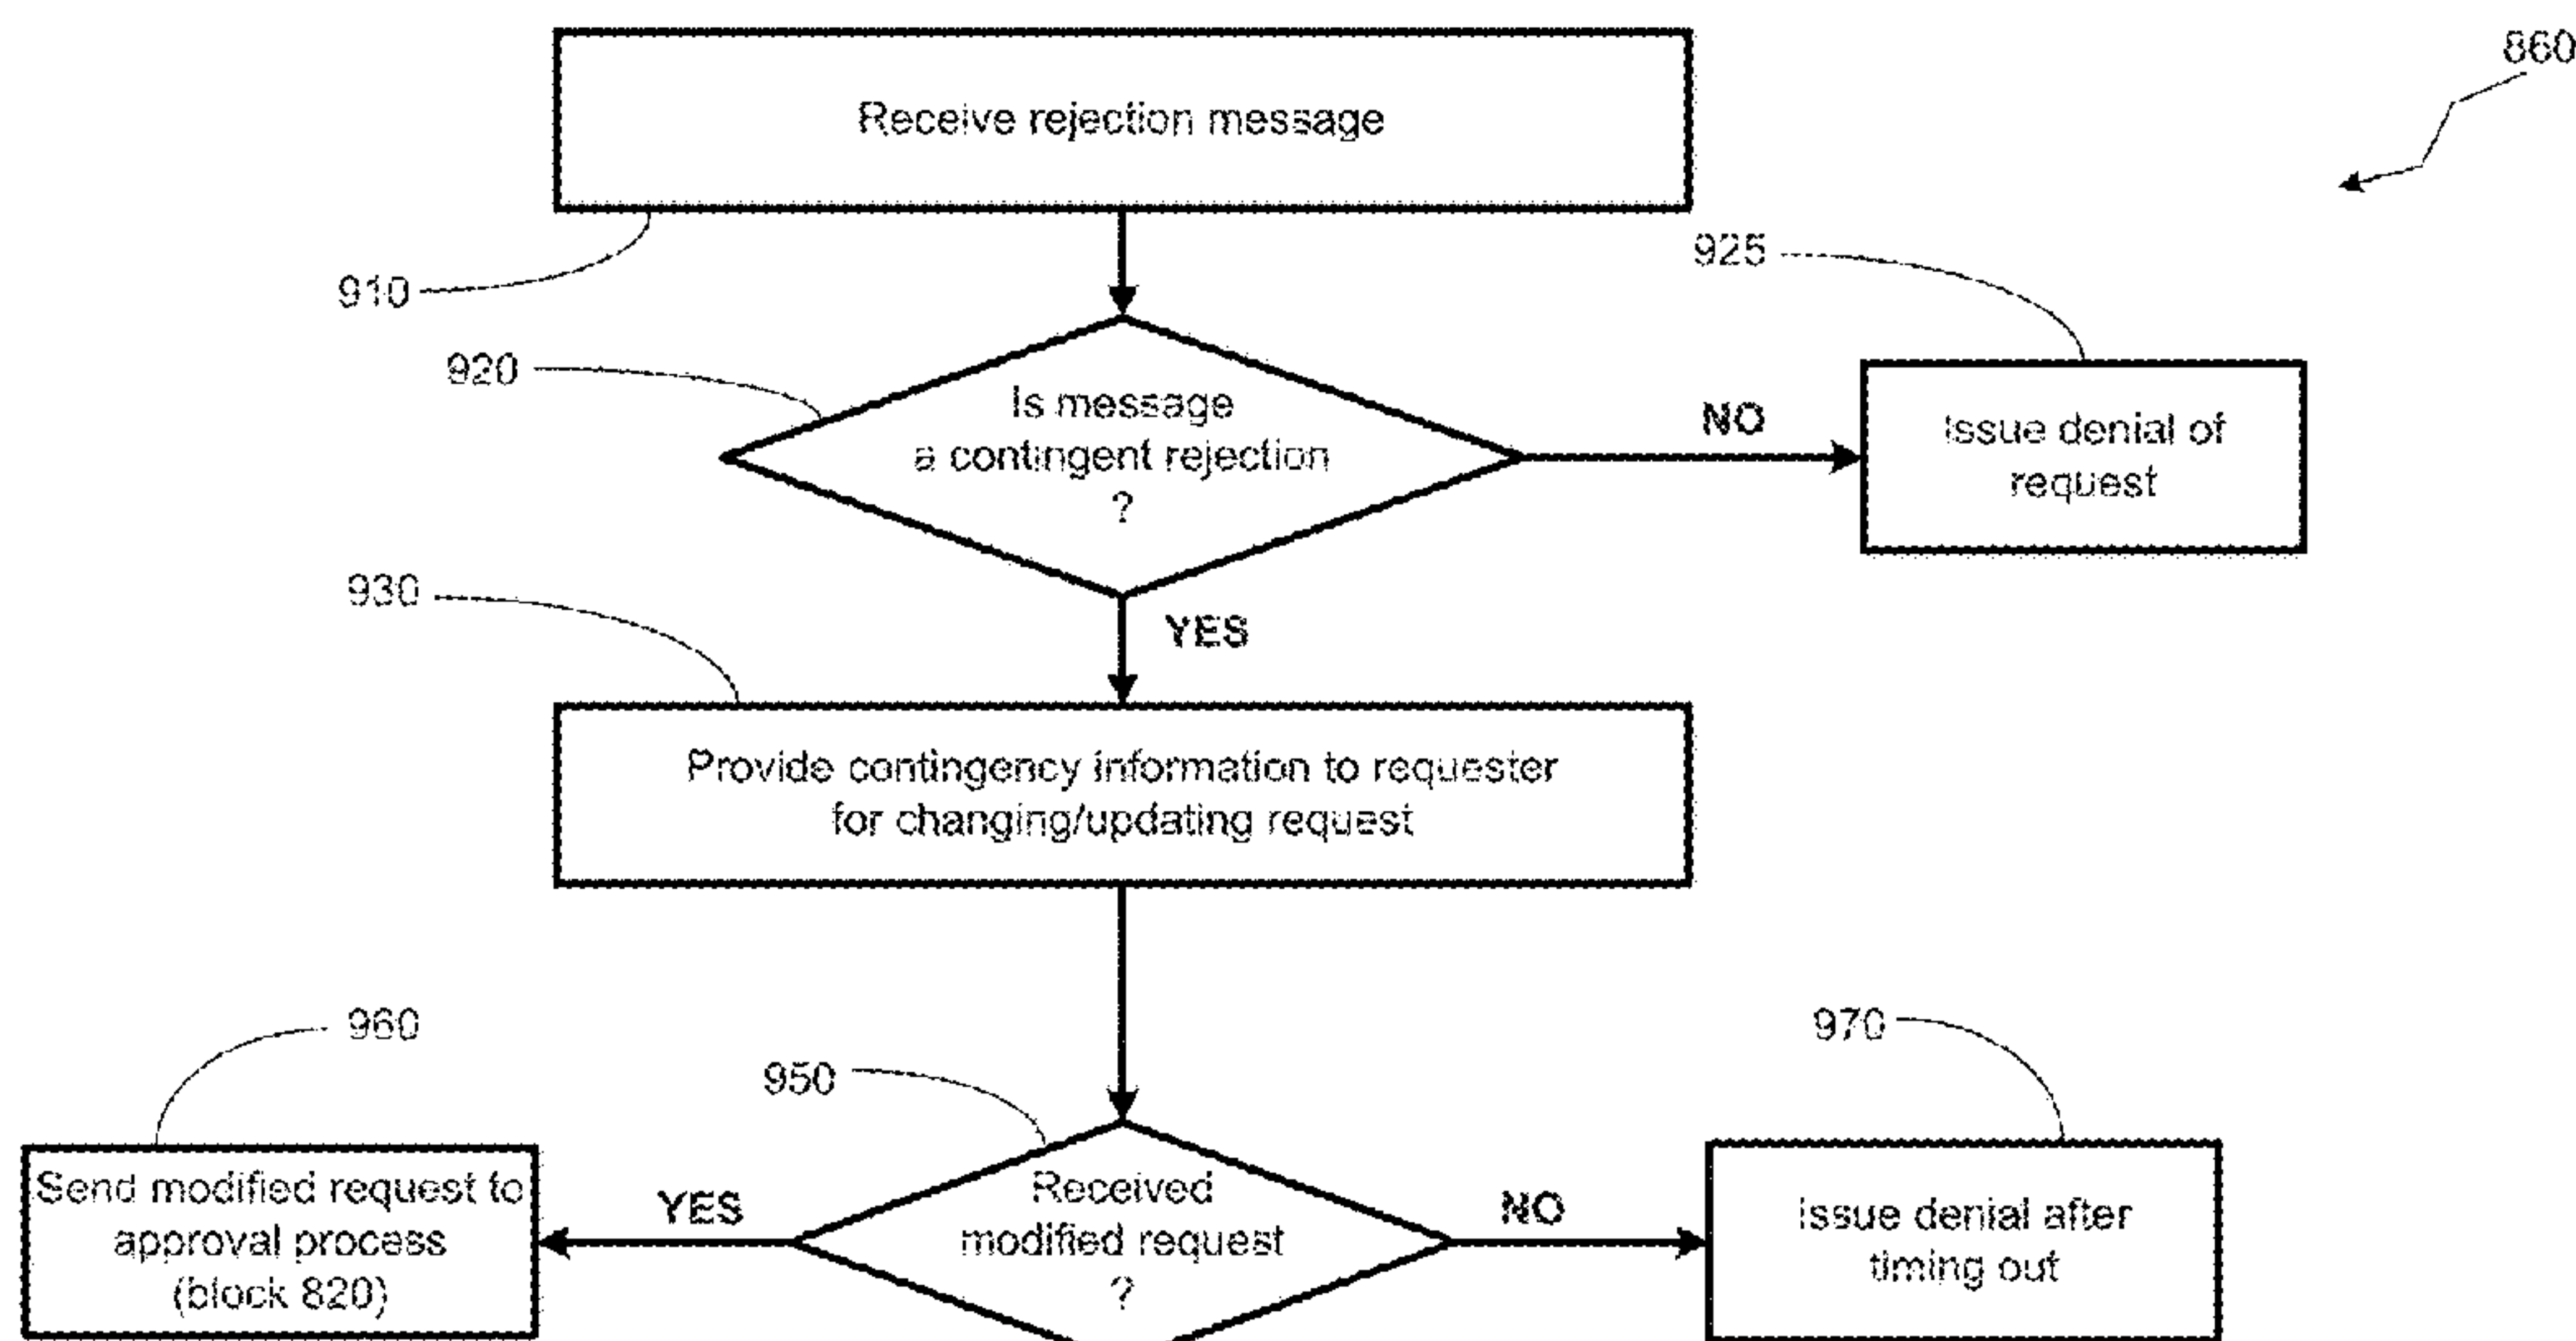 860
Receive rejection message
910
925
920
Is message
a contingent rejection
?
NO
Issue denial of
request
930
YES
Provide contingency information to requester
for changing/updating request
960
950
970
Send modified request to
approval process
(block 820)
YES
Received
modified request
?
NO
Issue denial after
timing out